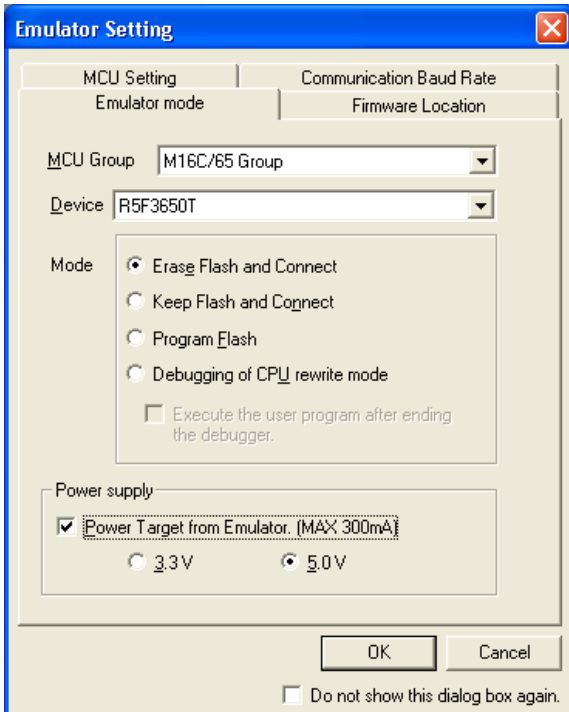 Emulator Setting
MCU Setting
Communication Baud Rate
Emulator mode
Firmware Location
MCU Group M16C/65 Group
Device R5F3650T
Mode
Erase Flash and Connect
Keep Flash and Connect
Program Flash
Debugging of CPU rewrite mode
Execute the user program after ending
the debugger.
Power supply
Power Target from Emulator. (MAX 300mA)
3.3 V 5.0 V
OK Cancel
Do not show this dialog box again.